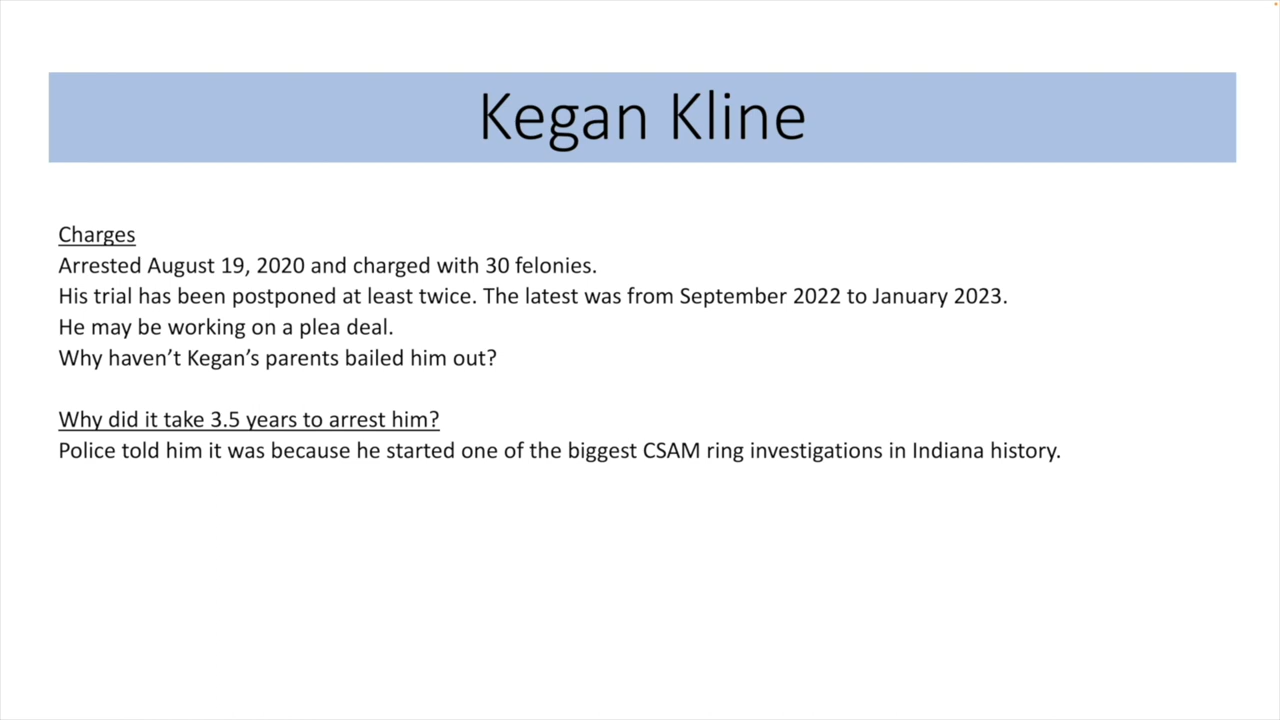 Kegan Kline
Charges
Arrested August 19, 2020 and charged with 30 felonies.
His trial has been postponed at least twice. The latest was from September 2022 to January 2023.
He may be working on a plea deal.
Why haven’t Kegan’s parents bailed him out?
Why did it take 3.5 years to arrest him?
Police told him it was because he started one of the biggest CSAM ring investigations in Indiana history.